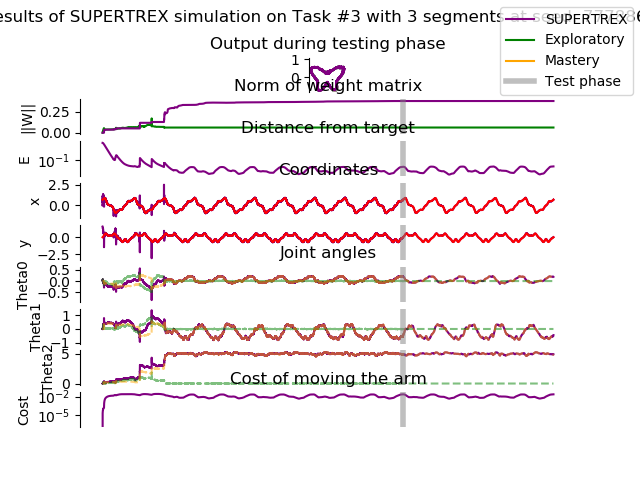 esults of SUPERTREX simulation on Task #3 with 3 segments at seed
SUPERTREX
Exploratory
Mastery
Test phase
Output during testing phase
1
0
Norm of weight matrix
||W||
0.25
0.00
Distance from target
E
10^-1
Coordinates
x
2.5
0.0
y
0.0
−2.5
Joint angles
Theta0
0.5
0.0
−0.5
Theta1
1
0
−1
Theta2
5
0
Cost of moving the arm
Cost
10^-2
10^-5